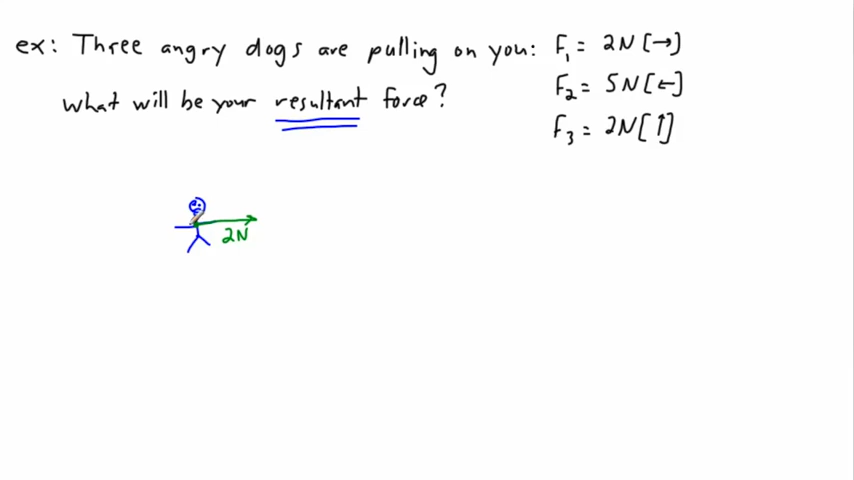 ex: Three angry dogs are pulling on you: F₁ = 2N [→]
F₂ = 5N [←]
what will be your resultant force?
F₃ = 2N [↑]
2N